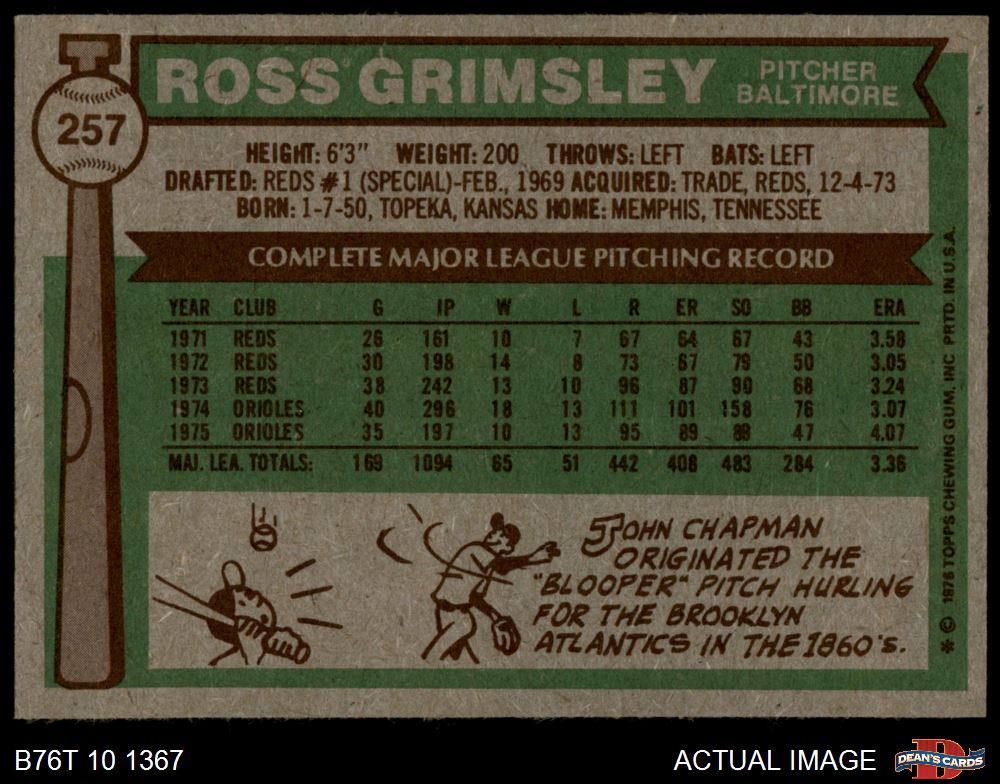 257
ROSS GRIMSLEY
PITCHER
BALTIMORE
HEIGHT: 6'3" WEIGHT: 200 THROWS: LEFT BATS: LEFT
DRAFTED: REDS #1 (SPECIAL)-FEB., 1969 ACQUIRED: TRADE, REDS, 12-4-73
BORN: 1-7-50, TOPEKA, KANSAS HOME: MEMPHIS, TENNESSEE
COMPLETE MAJOR LEAGUE PITCHING RECORD
YEAR CLUB G IP W L R ER SO BB ERA
1971 REDS 26 161 10 7 67 64 67 43 3.58
1972 REDS 30 198 14 8 73 67 79 50 3.05
1973 REDS 38 242 13 10 96 87 90 68 3.24
1974 ORIOLES 40 296 18 13 111 101 158 76 3.07
1975 ORIOLES 35 197 10 13 95 89 89 47 4.07
MAJ. LEA. TOTALS: 169 1094 65 51 442 408 483 284 3.36
JOHN CHAPMAN
ORIGINATED THE
"BLOOPER" PITCH HURLING
FOR THE BROOKLYN
ATLANTICS IN THE 1860'S.
* © 1976 TOPPS CHEWING GUM, INC PRTD. IN U.S.A.
B76T 10 1367
ACTUAL IMAGE
DEAN'S CARDS